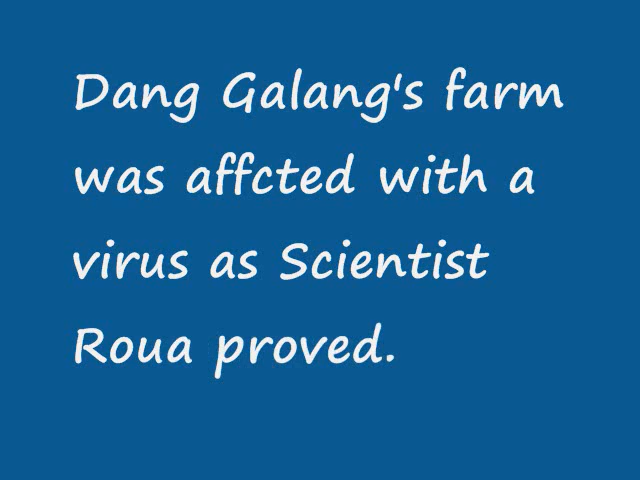 Dang Galang's farm
was affcted with a
virus as Scientist
Roua proved.